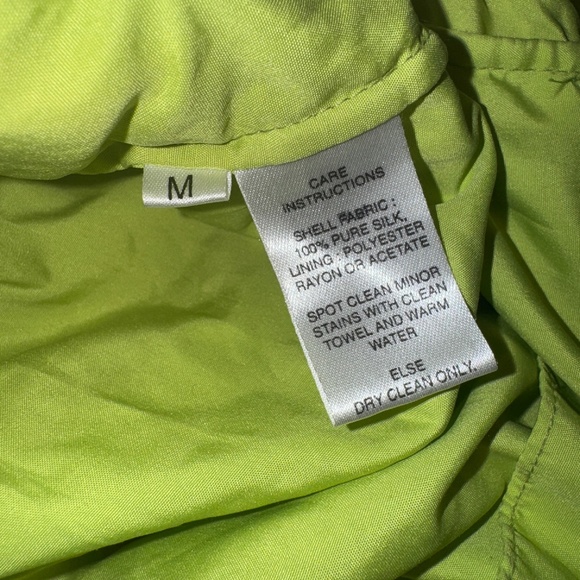 M
CARE
INSTRUCTIONS
SHELL FABRIC :
100% PURE SILK.
LINING : POLYESTER
RAYON OR ACETATE
SPOT CLEAN MINOR
STAINS WITH CLEAN
TOWEL AND WARM
WATER
ELSE
DRY CLEAN ONLY.